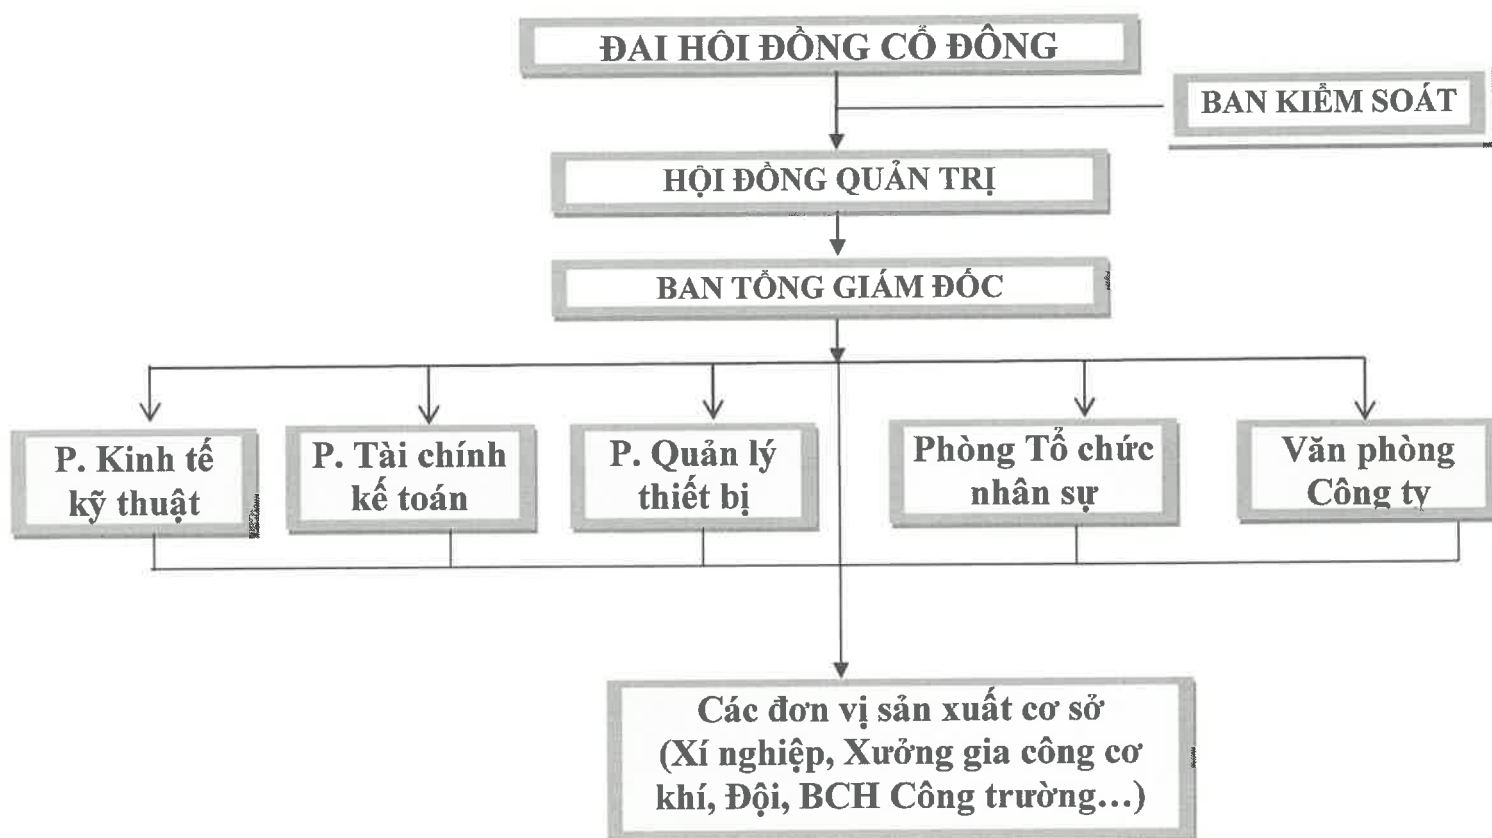 ĐAI HÔI ĐỒNG CỔ ĐÔNG
BAN KIỂM SOÁT
HỘI ĐỒNG QUẢN TRỊ
BAN TỔNG GIÁM ĐỐC
P. Kinh tế
kỹ thuật
P. Tài chính
kế toán
P. Quản lý
thiết bị
Phòng Tổ chức
nhân sự
Văn phòng
Công ty
Các đơn vị sản xuất cơ sở
(Xí nghiệp, Xưởng gia công cơ
khí, Đội, BCH Công trường...)